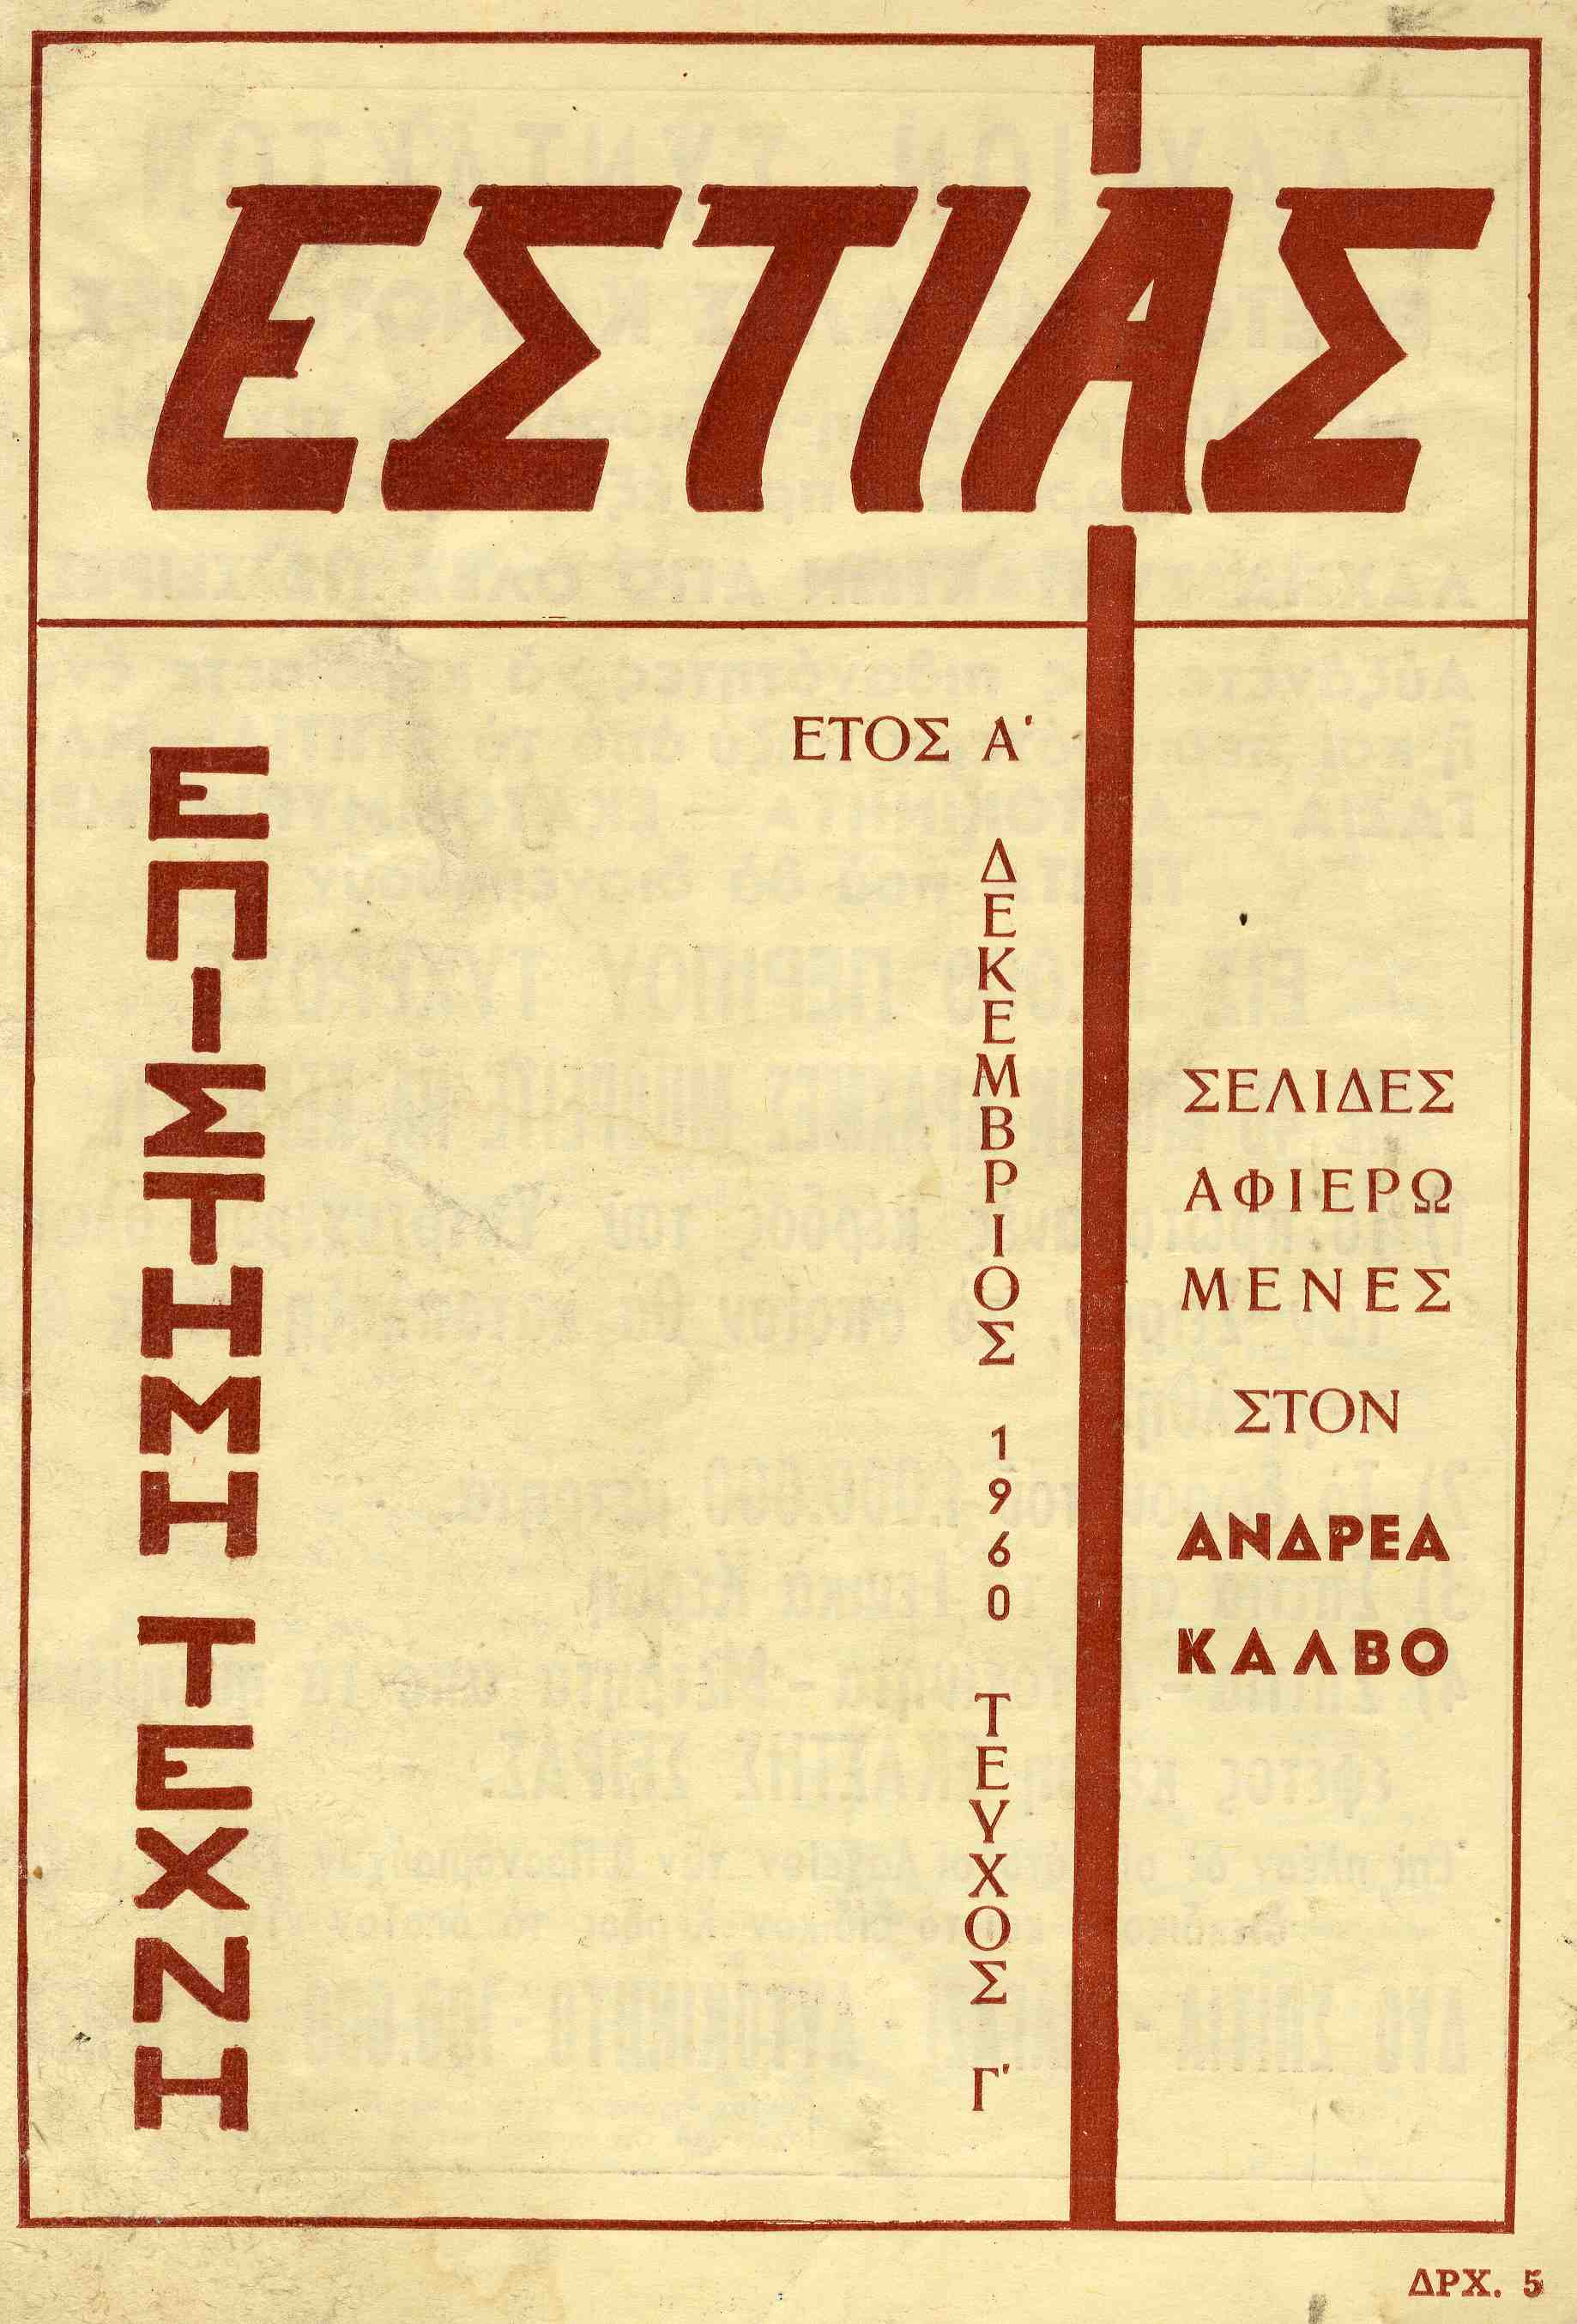 ΕΣΤΙΑΣ
ΕΠΙΣΤΗΜΗ ΤΕΧΝΗ
ΕΤΟΣ Α'
ΔΕΚΕΜΒΡΙΟΣ 1960 ΤΕΥΧΟΣ Γ'
ΣΕΛΙΔΕΣ
ΑΦΙΕΡΩ
ΜΕΝΕΣ
ΣΤΟΝ
ΑΝΔΡΕΑ
ΚΑΛΒΟ
ΔΡΧ. 5